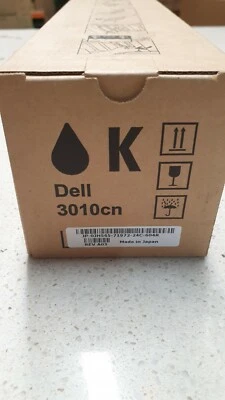 K
Dell
3010cn
Made in Japan
REV A01